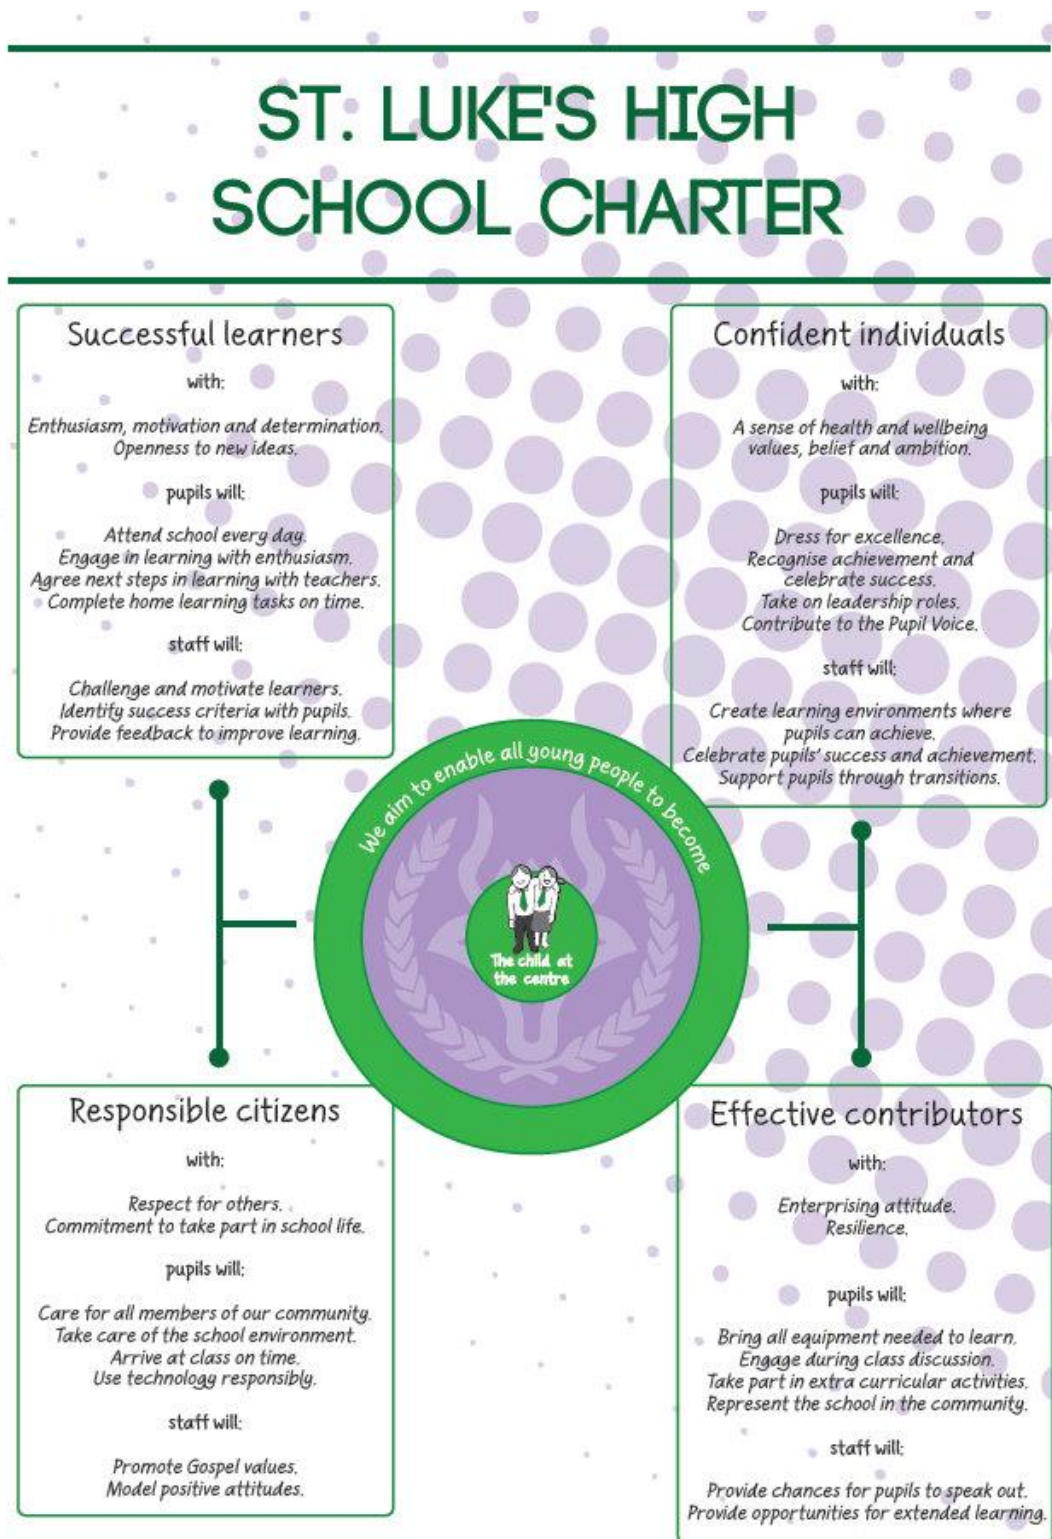 ST. LUKE'S HIGH
SCHOOL CHARTER
Successful learners
with:
Enthusiasm, motivation and determination.
Openness to new ideas.
pupils will:
Attend school every day.
Engage in learning with enthusiasm.
Agree next steps in learning with teachers.
Complete home learning tasks on time.
staff will:
Challenge and motivate learners.
Identify success criteria with pupils.
Provide feedback to improve learning.
Confident individuals
with:
A sense of health and wellbeing
values, belief and ambition.
pupils will:
Dress for excellence.
Recognise achievement and
celebrate success.
Take on leadership roles.
Contribute to the Pupil Voice.
staff will:
Create learning environments where
pupils can achieve.
Celebrate pupils' success and achievement.
Support pupils through transitions.
We aim to enable all young people to become
The child at
the centre
Responsible citizens
with:
Respect for others.
Commitment to take part in school life.
pupils will:
Care for all members of our community.
Take care of the school environment.
Arrive at class on time.
Use technology responsibly.
staff will:
Promote Gospel values.
Model positive attitudes.
Effective contributors
with:
Enterprising attitude.
Resilience.
pupils will:
Bring all equipment needed to learn.
Engage during class discussion.
Take part in extra curricular activities.
Represent the school in the community.
staff will:
Provide chances for pupils to speak out.
Provide opportunities for extended learning.